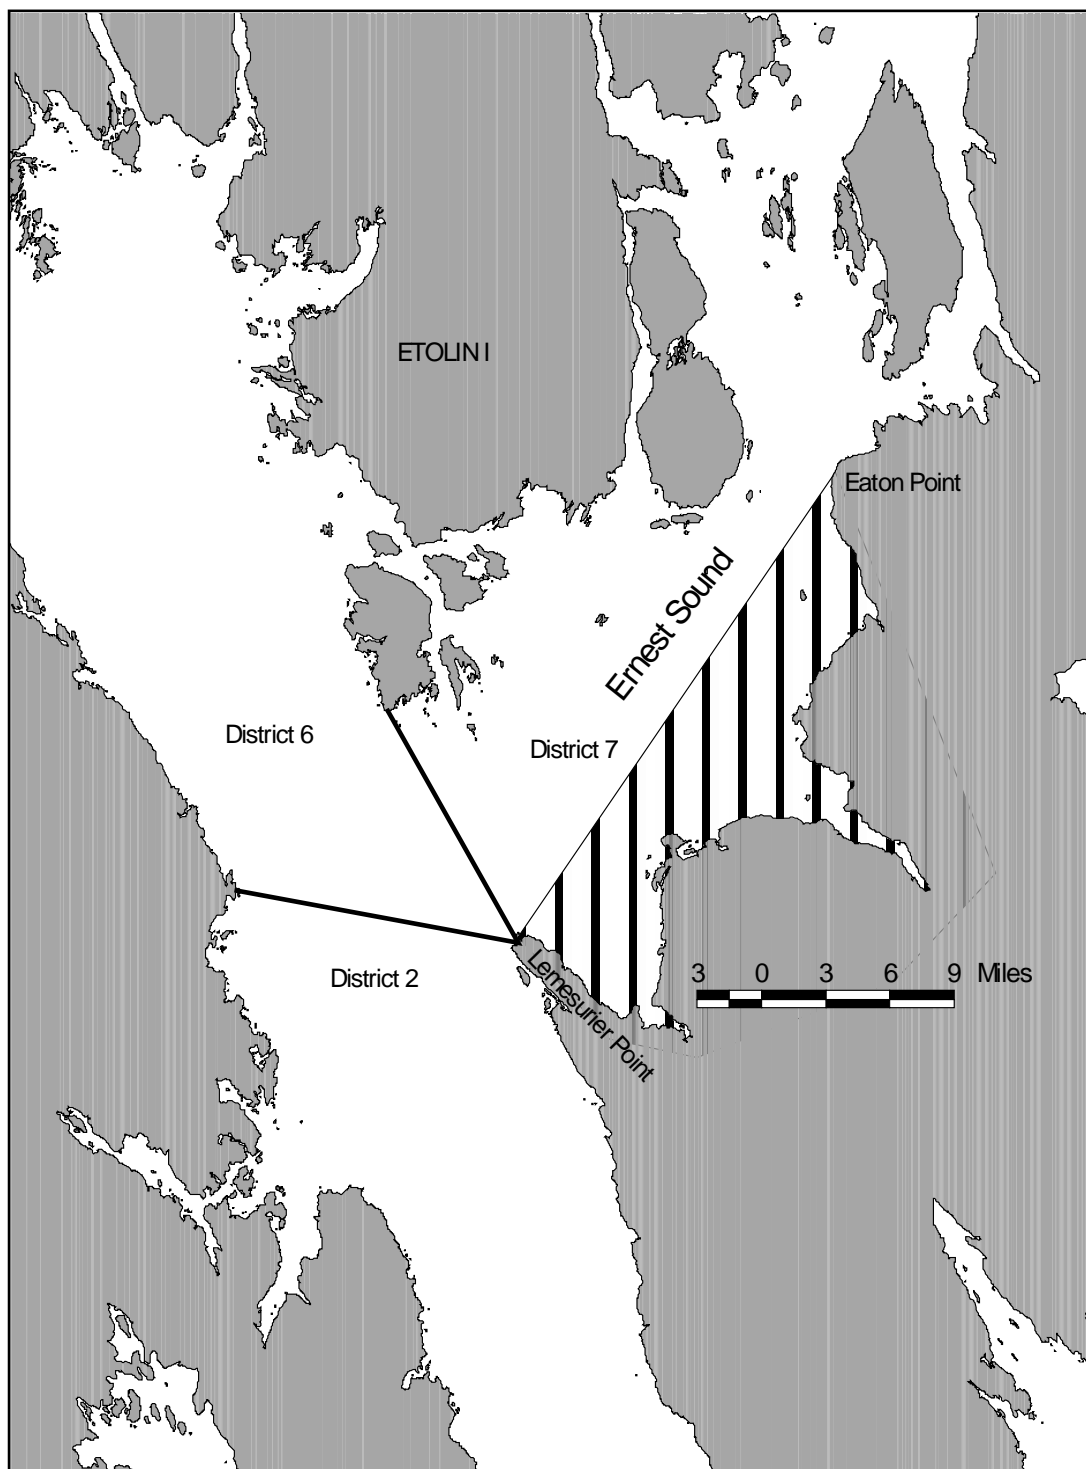 ETOLIN I
Eaton Point
Ernest Sound
District 6
District 7
District 2
Lemesurier Point
3 0 3 6 9 Miles